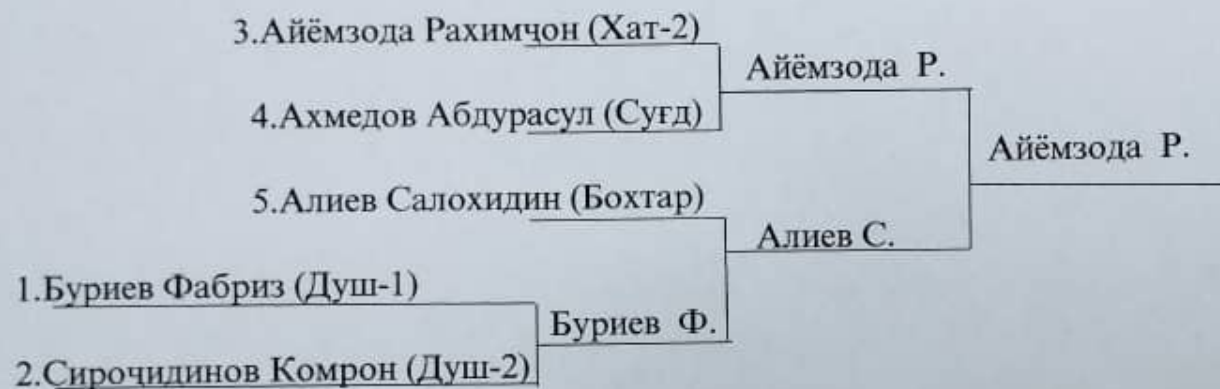 3.Айёмзода Рахимҷон (Хат-2)
Айёмзода Р.
4.Ахмедов Абдурасул (Суғд)
Айёмзода Р.
5.Алиев Салохидин (Бохтар)
Алиев С.
1.Буриев Фабриз (Душ-1)
Буриев Ф.
2.Сироҷидинов Комрон (Душ-2)